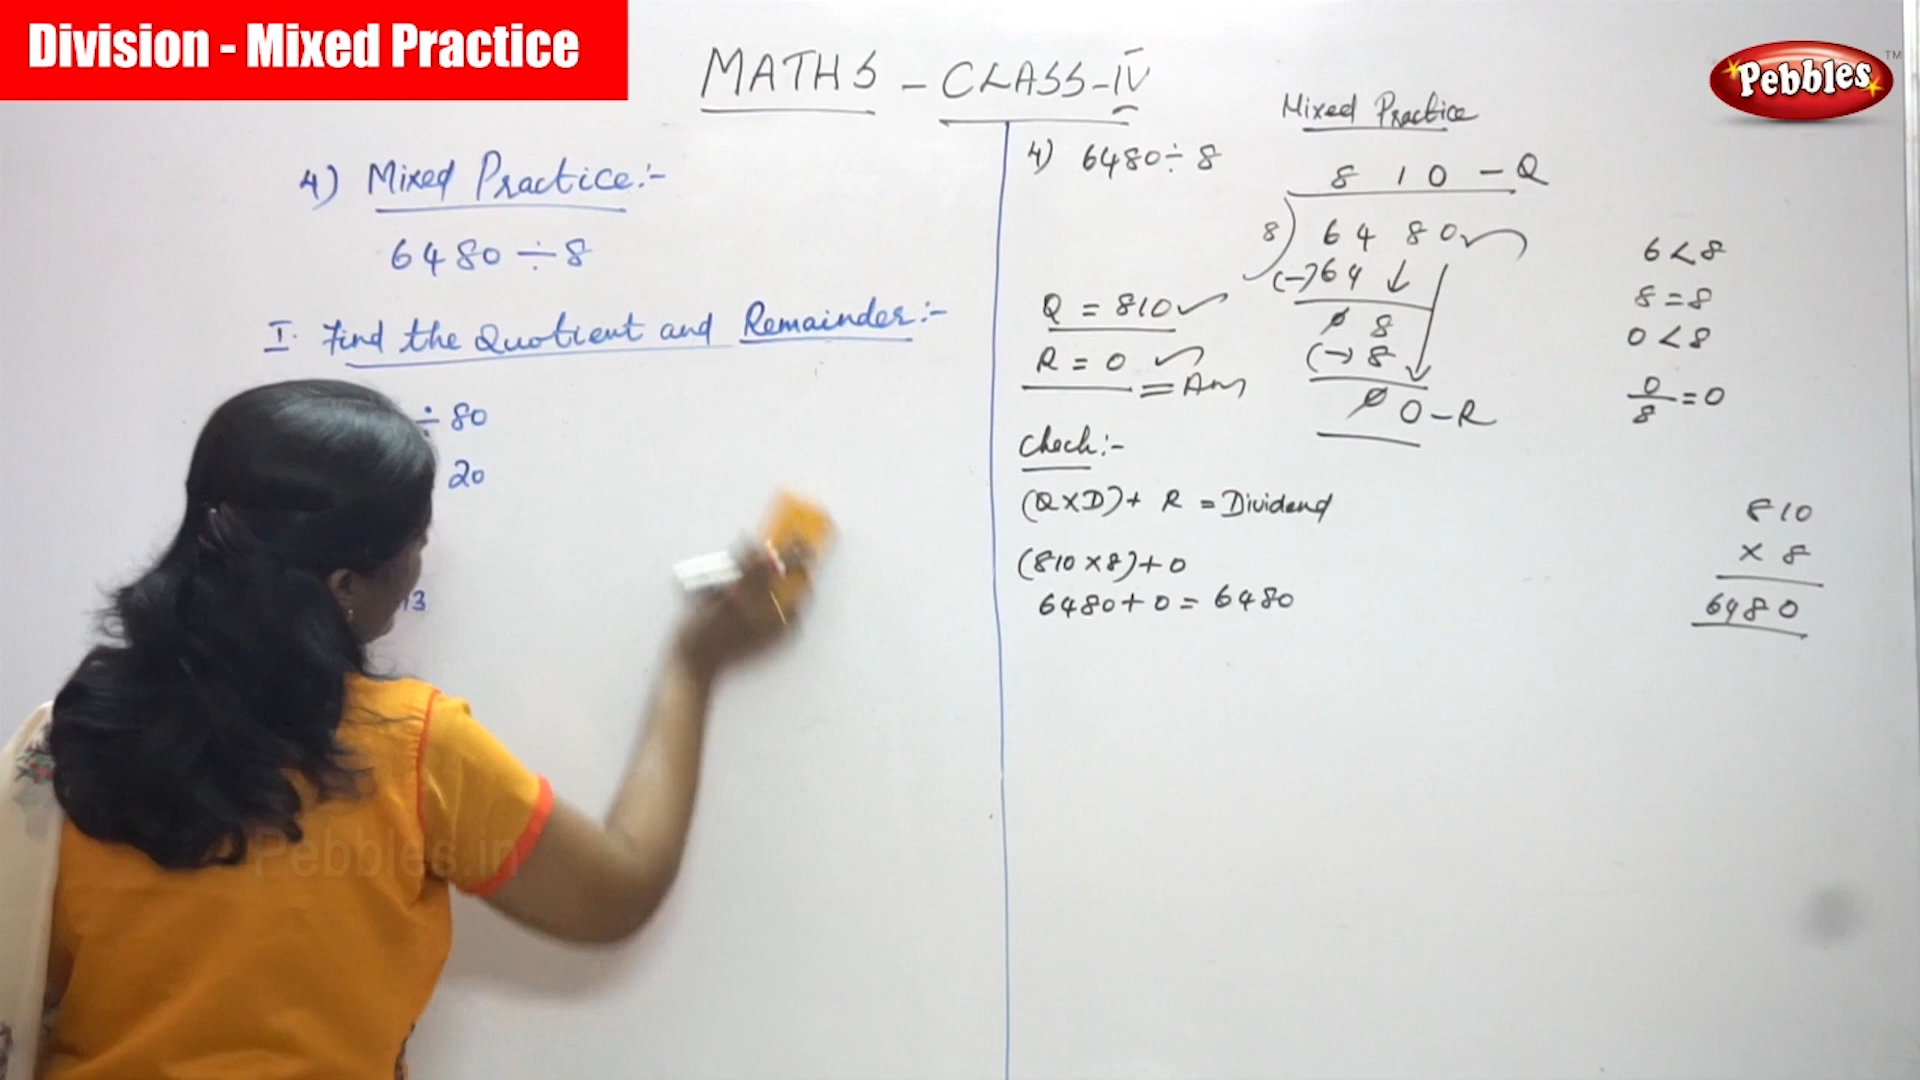 Division - Mixed Practice
MATHS - CLASS-IV
Pebbles TM
4) Mixed Practice:-
6480 ÷ 8
I. Find the Quotient and Remainder:-
÷ 80
20
13
Mixed Practice
4) 6480 ÷ 8
8 1 0 - Q
8) 6 4 8 0
(-) 6 4
0 8
(-) 8
0 0 - R
Q = 810
R = 0
= Ans
6 < 8
8 = 8
0 < 8
0/8 = 0
Check:-
(Q×D) + R = Dividend
(810 × 8) + 0
6480 + 0 = 6480
810
× 8
6480
Pebbles.in